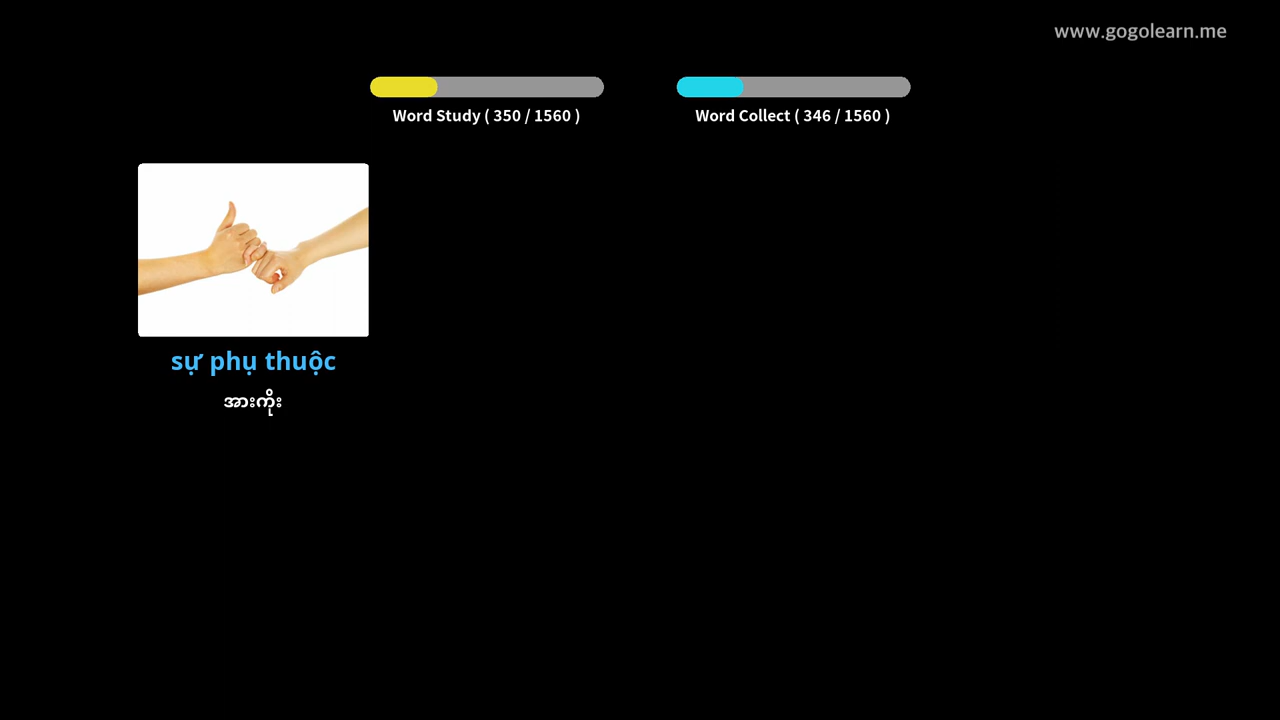 www.gogolearn.me
Word Study ( 350 / 1560 )
Word Collect ( 346 / 1560 )
sự phụ thuộc
အားကိုး